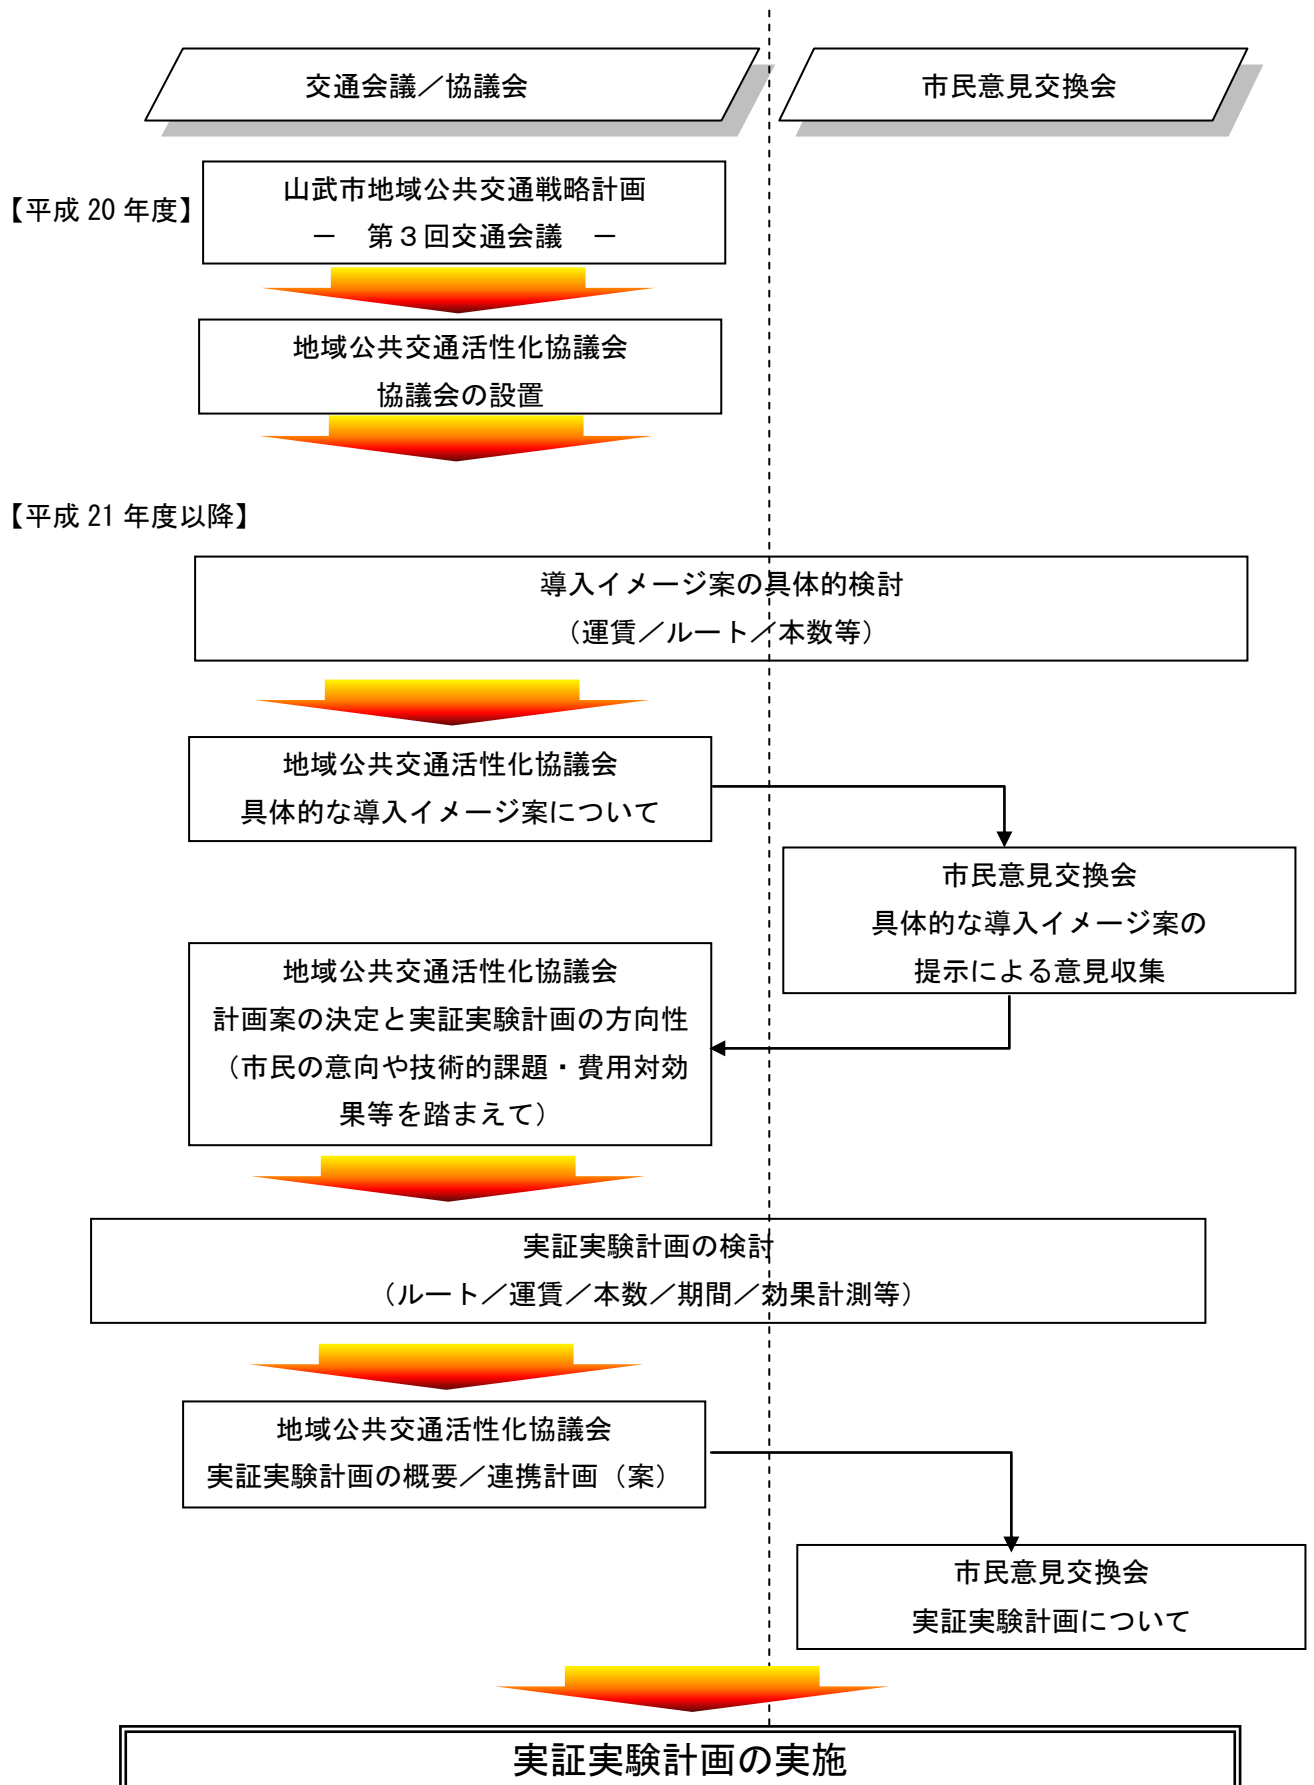 交通会議／協議会
市民意見交換会
【平成 20 年度】
山武市地域公共交通戦略計画
－　第３回交通会議　－
地域公共交通活性化協議会
協議会の設置
【平成 21 年度以降】
導入イメージ案の具体的検討
（運賃／ルート／本数等）
地域公共交通活性化協議会
具体的な導入イメージ案について
市民意見交換会
具体的な導入イメージ案の
提示による意見収集
地域公共交通活性化協議会
計画案の決定と実証実験計画の方向性
（市民の意向や技術的課題・費用対効
果等を踏まえて）
実証実験計画の検討
（ルート／運賃／本数／期間／効果計測等）
地域公共交通活性化協議会
実証実験計画の概要／連携計画（案）
市民意見交換会
実証実験計画について
実証実験計画の実施